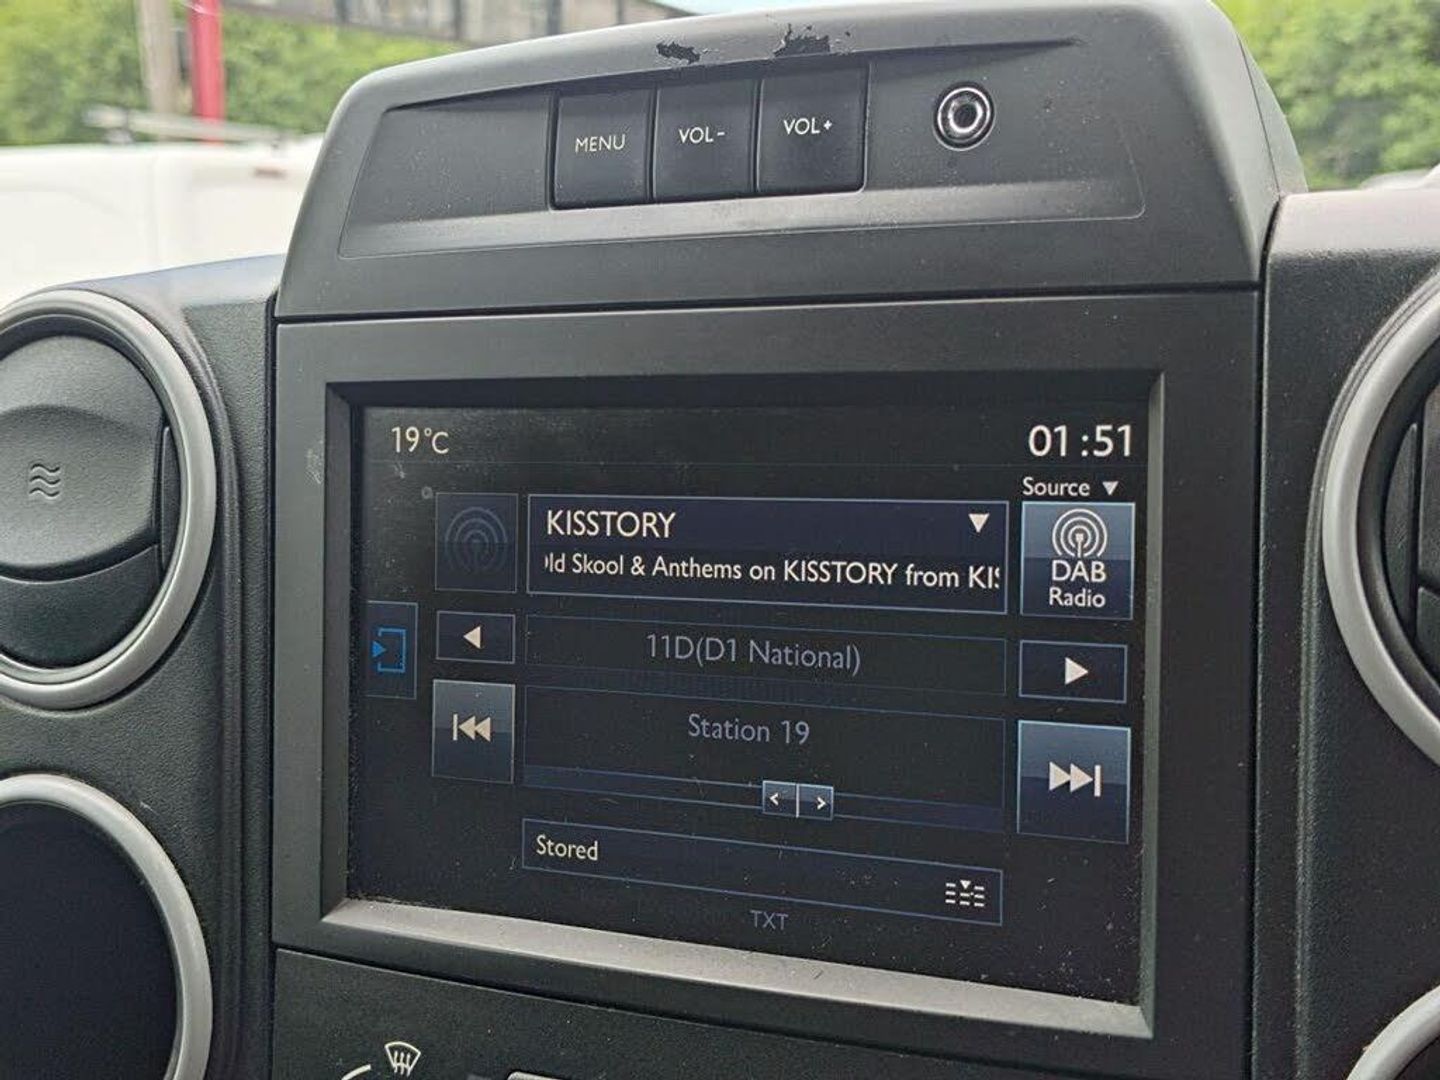 MENU VOL- VOL+
19°C 01:51
Source
KISSTORY
ld Skool & Anthems on KISSTORY from KIS
DAB
Radio
11D(D1 National)
Station 19
Stored
TXT